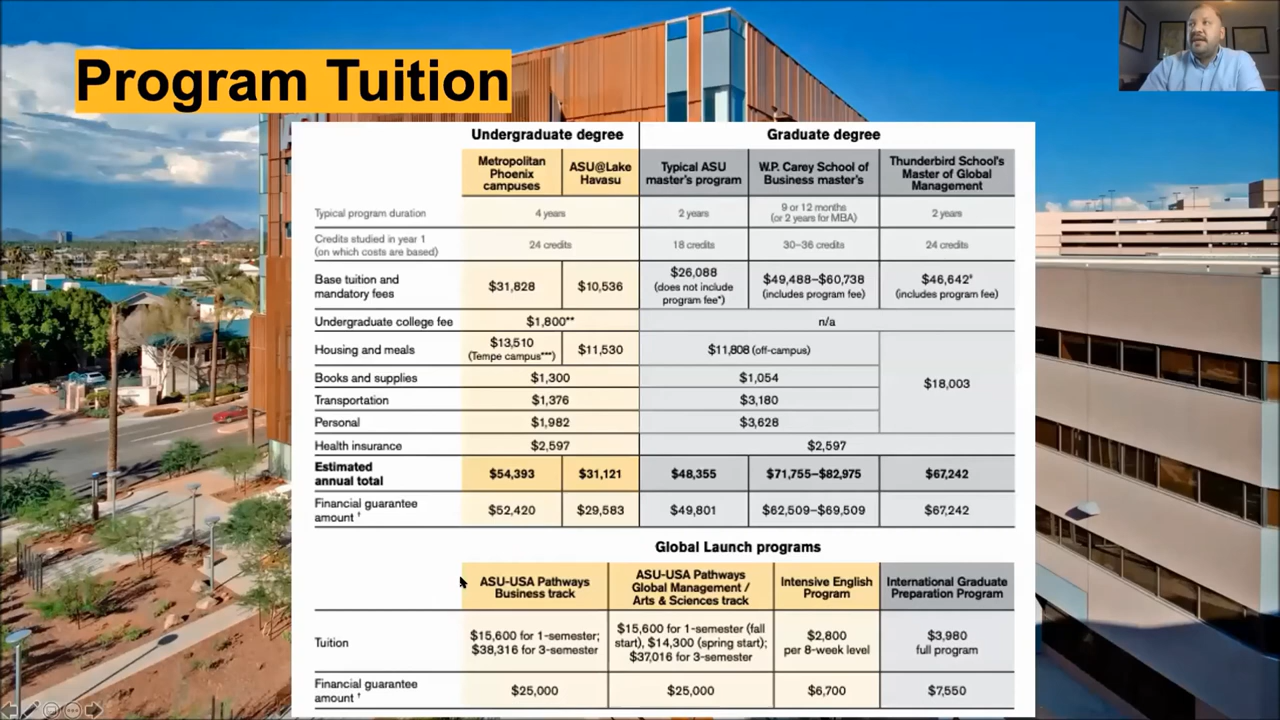 Program Tuition
Undergraduate degree
Graduate degree
Metropolitan
Phoenix
campuses
ASU@Lake
Havasu
Typical ASU
master's program
W.P. Carey School of
Business master's
Thunderbird School's
Master of Global
Management
Typical program duration
4 years
2 years
9 or 12 months
(or 2 years for MBA)
2 years
Credits studied in year 1
(on which costs are based)
24 credits
18 credits
30–36 credits
24 credits
Base tuition and
mandatory fees
$31,828
$10,536
$26,088
(does not include
program fee*)
$49,488–$60,738
(includes program fee)
$46,642‡
(includes program fee)
Undergraduate college fee
$1,800**
n/a
Housing and meals
$13,510
(Tempe campus***)
$11,530
$11,808 (off-campus)
$18,003
Books and supplies
$1,300
$1,054
Transportation
$1,376
$3,180
Personal
$1,982
$3,628
Health insurance
$2,597
$2,597
Estimated
annual total
$54,393
$31,121
$48,355
$71,755–$82,975
$67,242
Financial guarantee
amount †
$52,420
$29,583
$49,801
$62,509–$69,509
$67,242
Global Launch programs
ASU-USA Pathways
Business track
ASU-USA Pathways
Global Management /
Arts & Sciences track
Intensive English
Program
International Graduate
Preparation Program
Tuition
$15,600 for 1-semester;
$38,316 for 3-semester
$15,600 for 1-semester (fall
start), $14,300 (spring start);
$37,016 for 3-semester
$2,800
per 8-week level
$3,980
full program
Financial guarantee
amount †
$25,000
$25,000
$6,700
$7,550